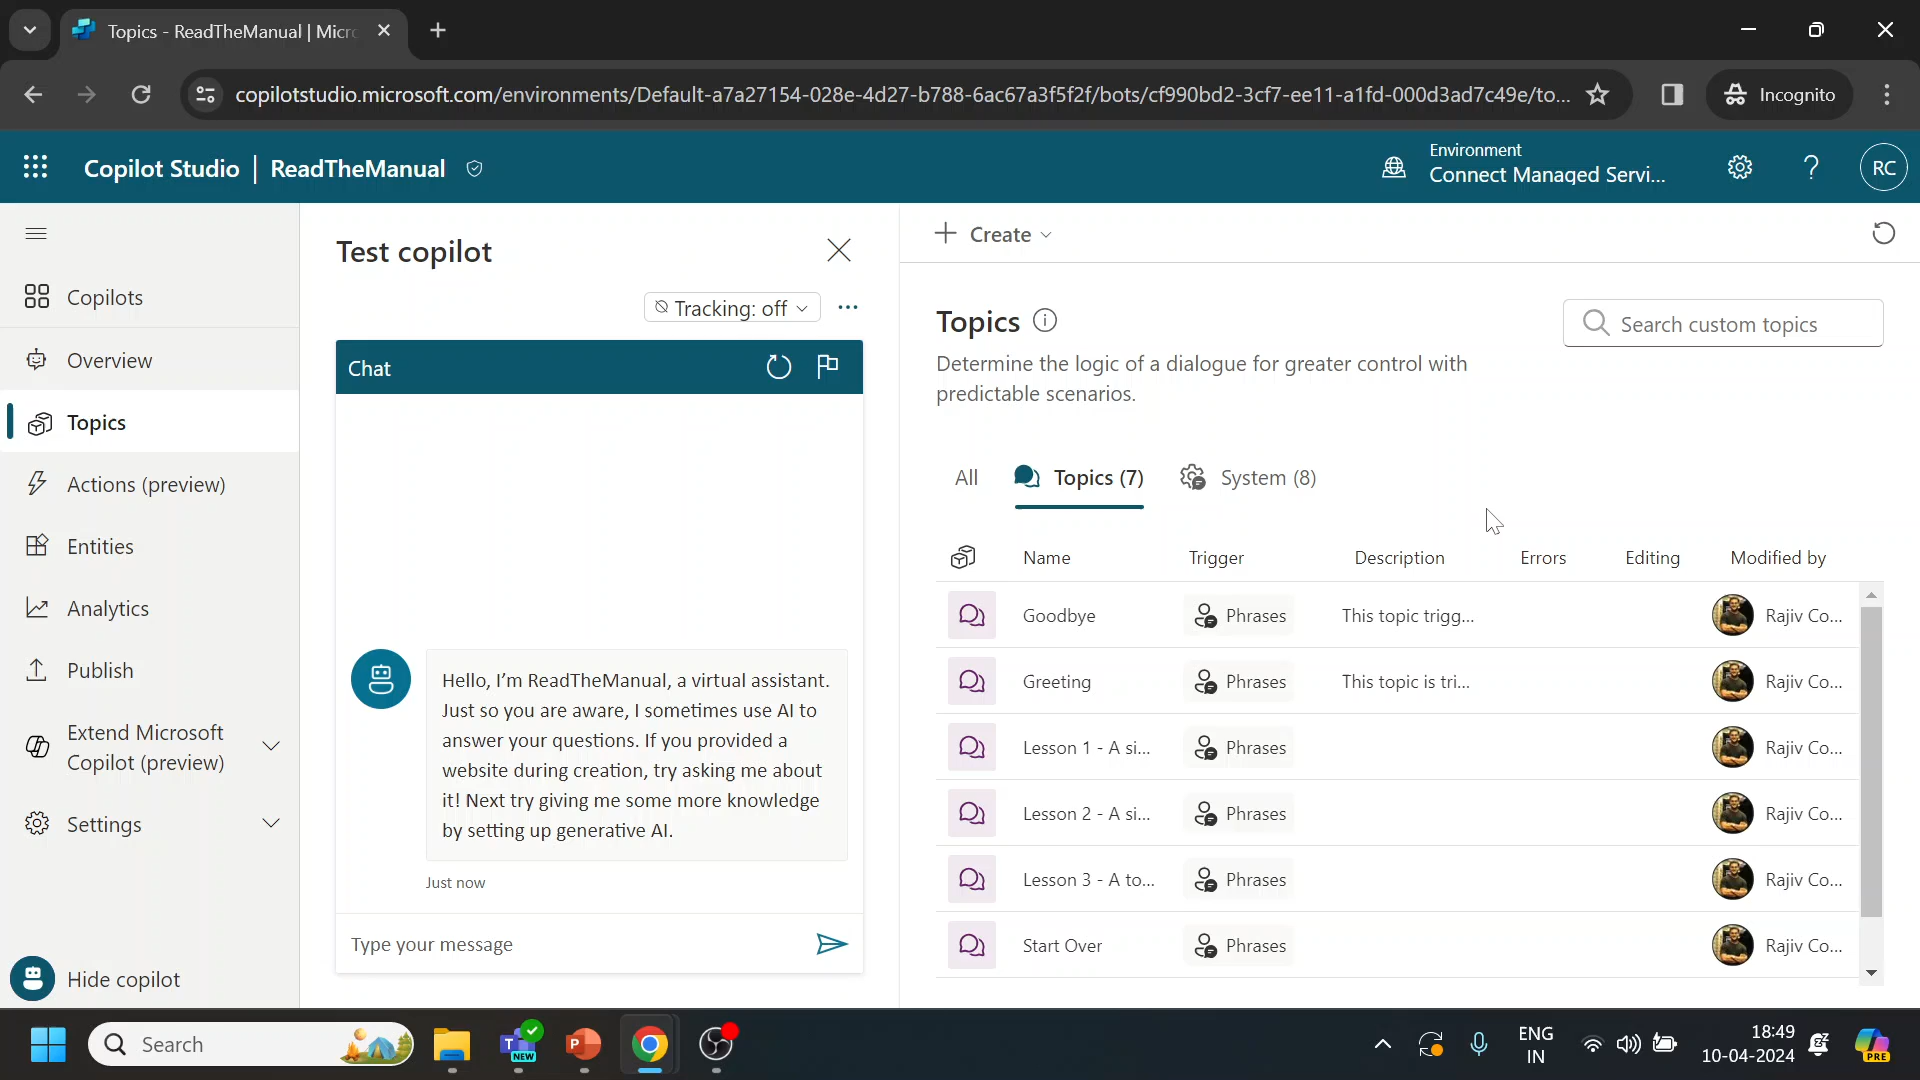 Topics - ReadTheManual | Micr
copilotstudio.microsoft.com/environments/Default-a7a27154-028e-4d27-b788-6ac67a3f5f2f/bots/cf990bd2-3cf7-ee11-a1fd-000d3ad7c49e/to...
Incognito
Copilot Studio | ReadTheManual
Environment
Connect Managed Servi...
?
RC
Copilots
Overview
Topics
Actions (preview)
Entities
Analytics
Publish
Extend Microsoft
Copilot (preview)
Settings
Hide copilot
Test copilot
Tracking: off
Chat
Hello, I'm ReadTheManual, a virtual assistant.
Just so you are aware, I sometimes use AI to
answer your questions. If you provided a
website during creation, try asking me about
it! Next try giving me some more knowledge
by setting up generative AI.
Just now
Type your message
Create
Topics
Search custom topics
Determine the logic of a dialogue for greater control with
predictable scenarios.
All Topics (7) System (8)
Name Trigger Description Errors Editing Modified by
Goodbye Phrases This topic trigg... Rajiv Co...
Greeting Phrases This topic is tri... Rajiv Co...
Lesson 1 - A si... Phrases Rajiv Co...
Lesson 2 - A si... Phrases Rajiv Co...
Lesson 3 - A to... Phrases Rajiv Co...
Start Over Phrases Rajiv Co...
Search
T
NEW
P
ENG
IN
18:49
10-04-2024
PRE